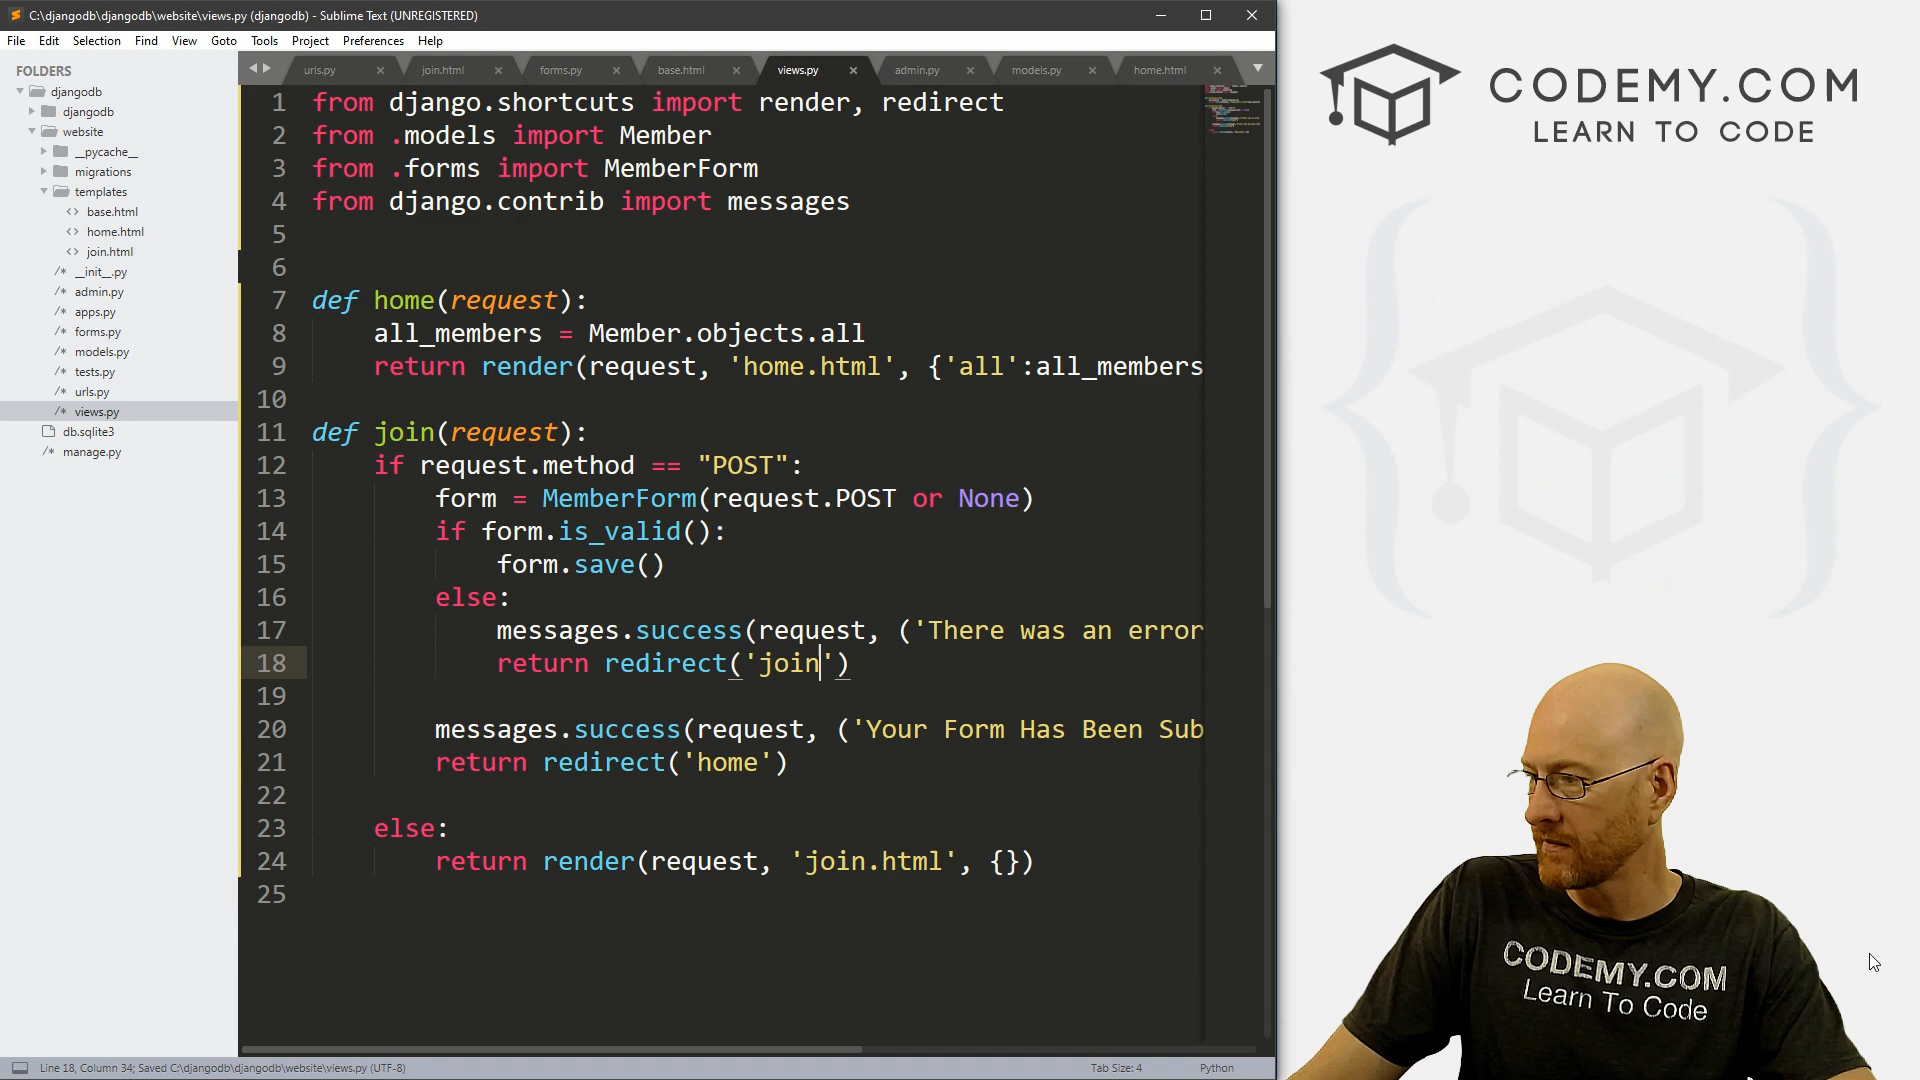 C:\djangodb\djangodb\website\views.py (djangodb) - Sublime Text (UNREGISTERED)
File Edit Selection Find View Goto Tools Project Preferences Help
FOLDERS
djangodb
djangodb
website
__pycache__
migrations
templates
base.html
home.html
join.html
__init__.py
admin.py
apps.py
forms.py
models.py
tests.py
urls.py
views.py
db.sqlite3
manage.py
urls.py join.html forms.py base.html views.py admin.py models.py home.html
1 from django.shortcuts import render, redirect
2 from .models import Member
3 from .forms import MemberForm
4 from django.contrib import messages
5
6
7 def home(request):
8 all_members = Member.objects.all
9 return render(request, 'home.html', {'all':all_members
10
11 def join(request):
12 if request.method == "POST":
13 form = MemberForm(request.POST or None)
14 if form.is_valid():
15 form.save()
16 else:
17 messages.success(request, ('There was an error
18 return redirect('join')
19
20 messages.success(request, ('Your Form Has Been Sub
21 return redirect('home')
22
23 else:
24 return render(request, 'join.html', {})
25
Line 18, Column 34; Saved C:\djangodb\djangodb\website\views.py (UTF-8)
Tab Size: 4
Python
CODEMY.COM
LEARN TO CODE
CODEMY.COM
Learn To Code